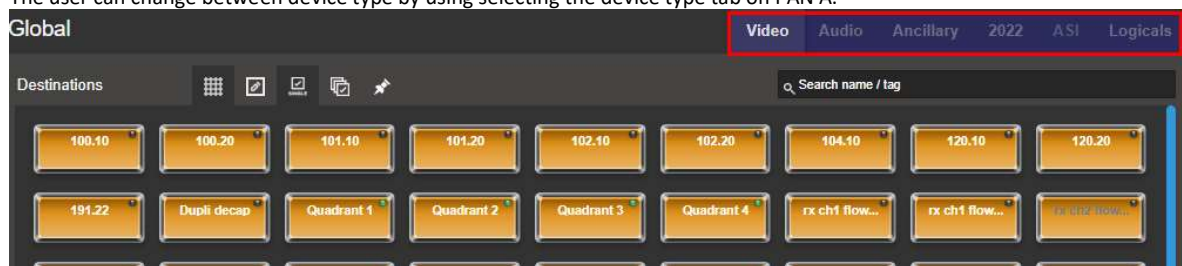 The user can change between device type by using selecting the device type tab on PAN A.
Global Video Audio Ancillary 2022 ASI Logicals
Destinations SINGLE Search name / tag
100.10 100.20 101.10 101.20 102.10 102.20 104.10 120.10 120.20
191.22 Dupli decap Quadrant 1 Quadrant 2 Quadrant 3 Quadrant 4 rx ch1 flow... rx ch1 flow... rx ch2 flow...